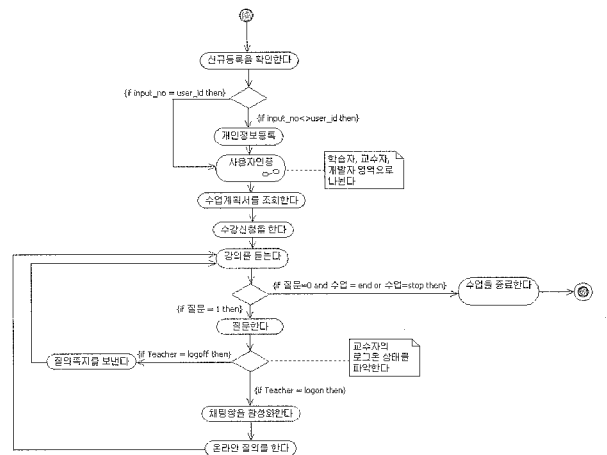 신규등록을 확인한다
{if input_no = user_id then}
{if input_no<>user_id then}
개인정보등록
사용자인증
학습자, 교수자,
개발자 영역으로
나뉜다
수업계획서를 조회한다
수강신청을 한다
강의를 듣는다
{if 질문=0 and 수업 = end or 수업=stop then}
수업을 종료한다
{if 질문 = 1 then}
질문한다
교수자의
로그온 상태를
파악한다
{if Teacher = logoff then}
질의쪽지를 보낸다
{if Teacher = logon then}
채팅창을 활성화한다
온라인 질의를 한다